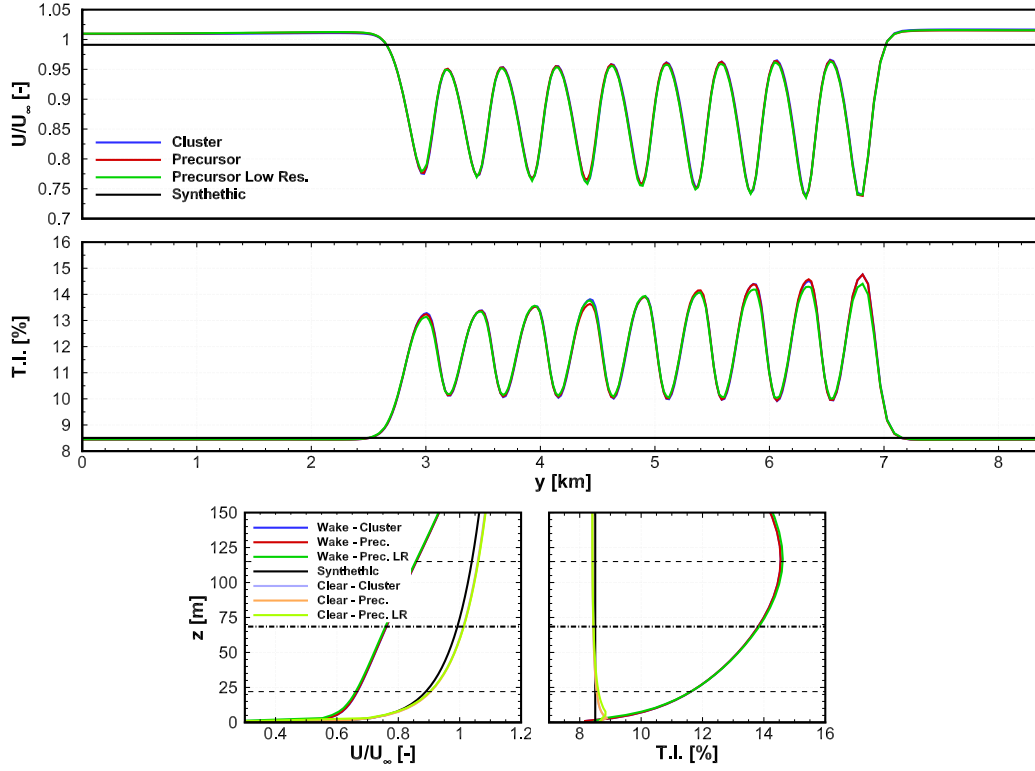 1.05
1
0.95
0.9
0.85
0.8
0.75
0.7
U/U∞ [-]
Cluster
Precursor
Precursor Low Res.
Synthethic
16
15
14
13
12
11
10
9
8
T.I. [%]
0 1 2 3 4 5 6 7 8
y [km]
150
125
100
75
50
25
0
z [m]
Wake - Cluster
Wake - Prec.
Wake - Prec. LR
Synthethic
Clear - Cluster
Clear - Prec.
Clear - Prec. LR
0.4 0.6 0.8 1 1.2
U/U∞ [-]
8 10 12 14 16
T.I. [%]